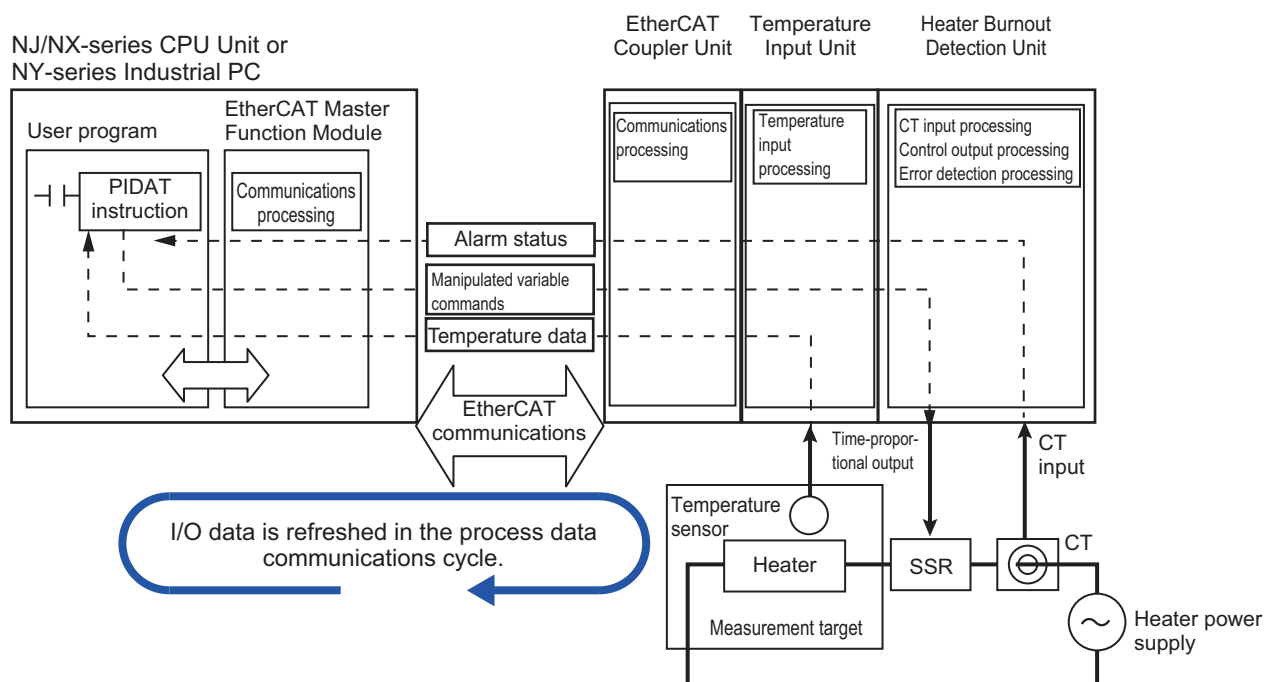 NJ/NX-series CPU Unit or
NY-series Industrial PC
EtherCAT
Coupler Unit
Temperature
Input Unit
Heater Burnout
Detection Unit
User program
EtherCAT Master
Function Module
PIDAT
instruction
Communications
processing
Communications
processing
Temperature
input
processing
CT input processing
Control output processing
Error detection processing
Alarm status
Manipulated variable
commands
Temperature data
EtherCAT
communications
Time-propor-
tional output
CT
input
I/O data is refreshed in the process data
communications cycle.
Temperature
sensor
Heater
SSR
CT
Measurement target
Heater power
supply